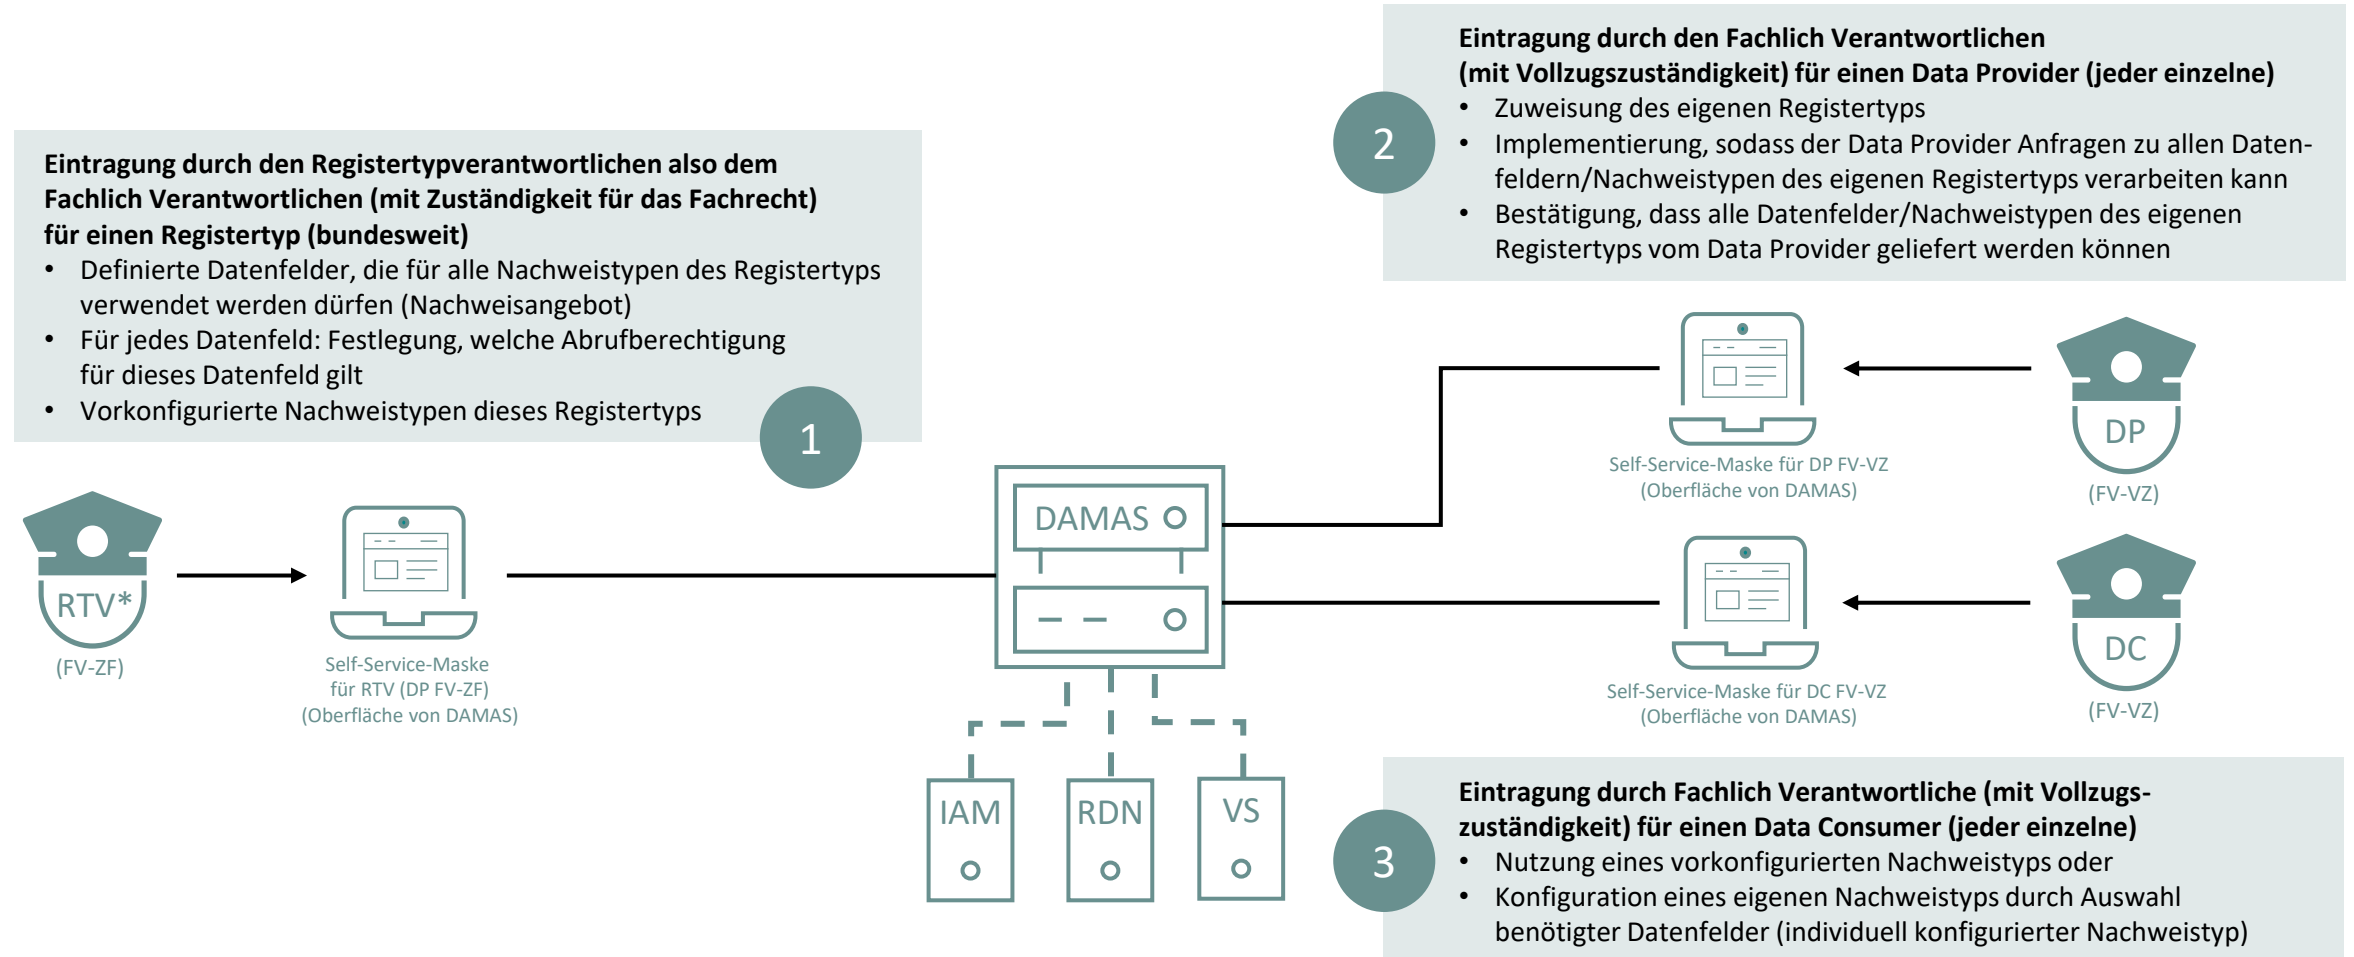 Eintragung durch den Registertypverantwortlichen also dem
Fachlich Verantwortlichen (mit Zuständigkeit für das Fachrecht)
für einen Registertyp (bundesweit)
• Definierte Datenfelder, die für alle Nachweistypen des Registertyps
verwendet werden dürfen (Nachweisangebot)
• Für jedes Datenfeld: Festlegung, welche Abrufberechtigung
für dieses Datenfeld gilt
• Vorkonfigurierte Nachweistypen dieses Registertyps
1
RTV*
(FV-ZF)
Self-Service-Maske
für RTV (DP FV-ZF)
(Oberfläche von DAMAS)
DAMAS
IAM
RDN
VS
2
Eintragung durch den Fachlich Verantwortlichen
(mit Vollzugszuständigkeit) für einen Data Provider (jeder einzelne)
• Zuweisung des eigenen Registertyps
• Implementierung, sodass der Data Provider Anfragen zu allen Daten-
feldern/Nachweistypen des eigenen Registertyps verarbeiten kann
• Bestätigung, dass alle Datenfelder/Nachweistypen des eigenen
Registertyps vom Data Provider geliefert werden können
Self-Service-Maske für DP FV-VZ
(Oberfläche von DAMAS)
DP
(FV-VZ)
Self-Service-Maske für DC FV-VZ
(Oberfläche von DAMAS)
DC
(FV-VZ)
3
Eintragung durch Fachlich Verantwortliche (mit Vollzugs-
zuständigkeit) für einen Data Consumer (jeder einzelne)
• Nutzung eines vorkonfigurierten Nachweistyps oder
• Konfiguration eines eigenen Nachweistyps durch Auswahl
benötigter Datenfelder (individuell konfigurierter Nachweistyp)